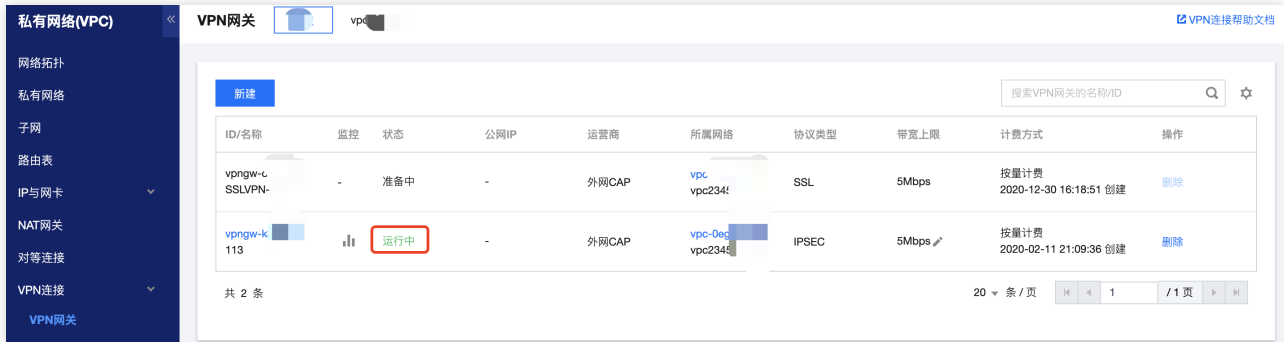 私有网络(VPC)
VPN网关
VPN连接帮助文档
网络拓扑
私有网络
子网
路由表
IP与网卡
NAT网关
对等连接
VPN连接
VPN网关
新建
搜索VPN网关的名称/ID
ID/名称 监控 状态 公网IP 运营商 所属网络 协议类型 带宽上限 计费方式 操作
vpngw- - 准备中 - 外网CAP vpc SSL 5Mbps 按量计费 删除
SSLVPN- vpc234 2020-12-30 16:18:51 创建
vpngw-k 运行中 - 外网CAP vpc-0eg IPSEC 5Mbps 按量计费 删除
113 vpc2345 2020-02-11 21:09:36 创建
共 2 条
20 条 / 页 1 / 1 页